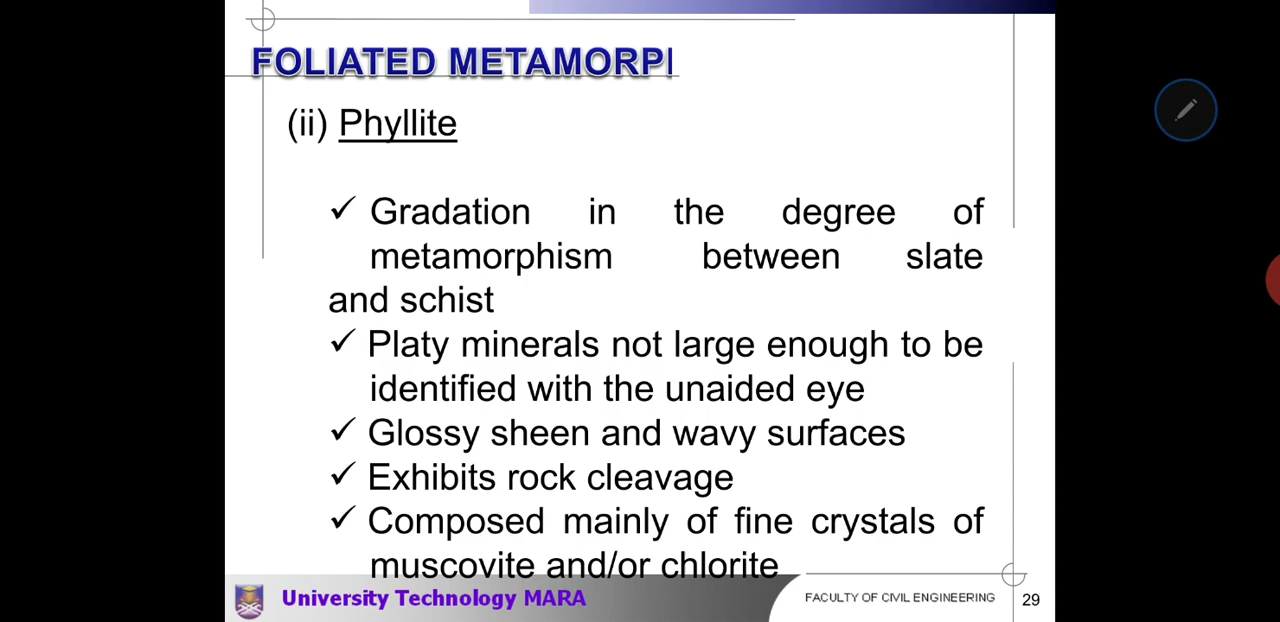 FOLIATED METAMORPI
(ii) Phyllite
✓ Gradation in the degree of
metamorphism between slate
and schist
✓ Platy minerals not large enough to be
identified with the unaided eye
✓ Glossy sheen and wavy surfaces
✓ Exhibits rock cleavage
✓ Composed mainly of fine crystals of
muscovite and/or chlorite
University Technology MARA
FACULTY OF CIVIL ENGINEERING
29